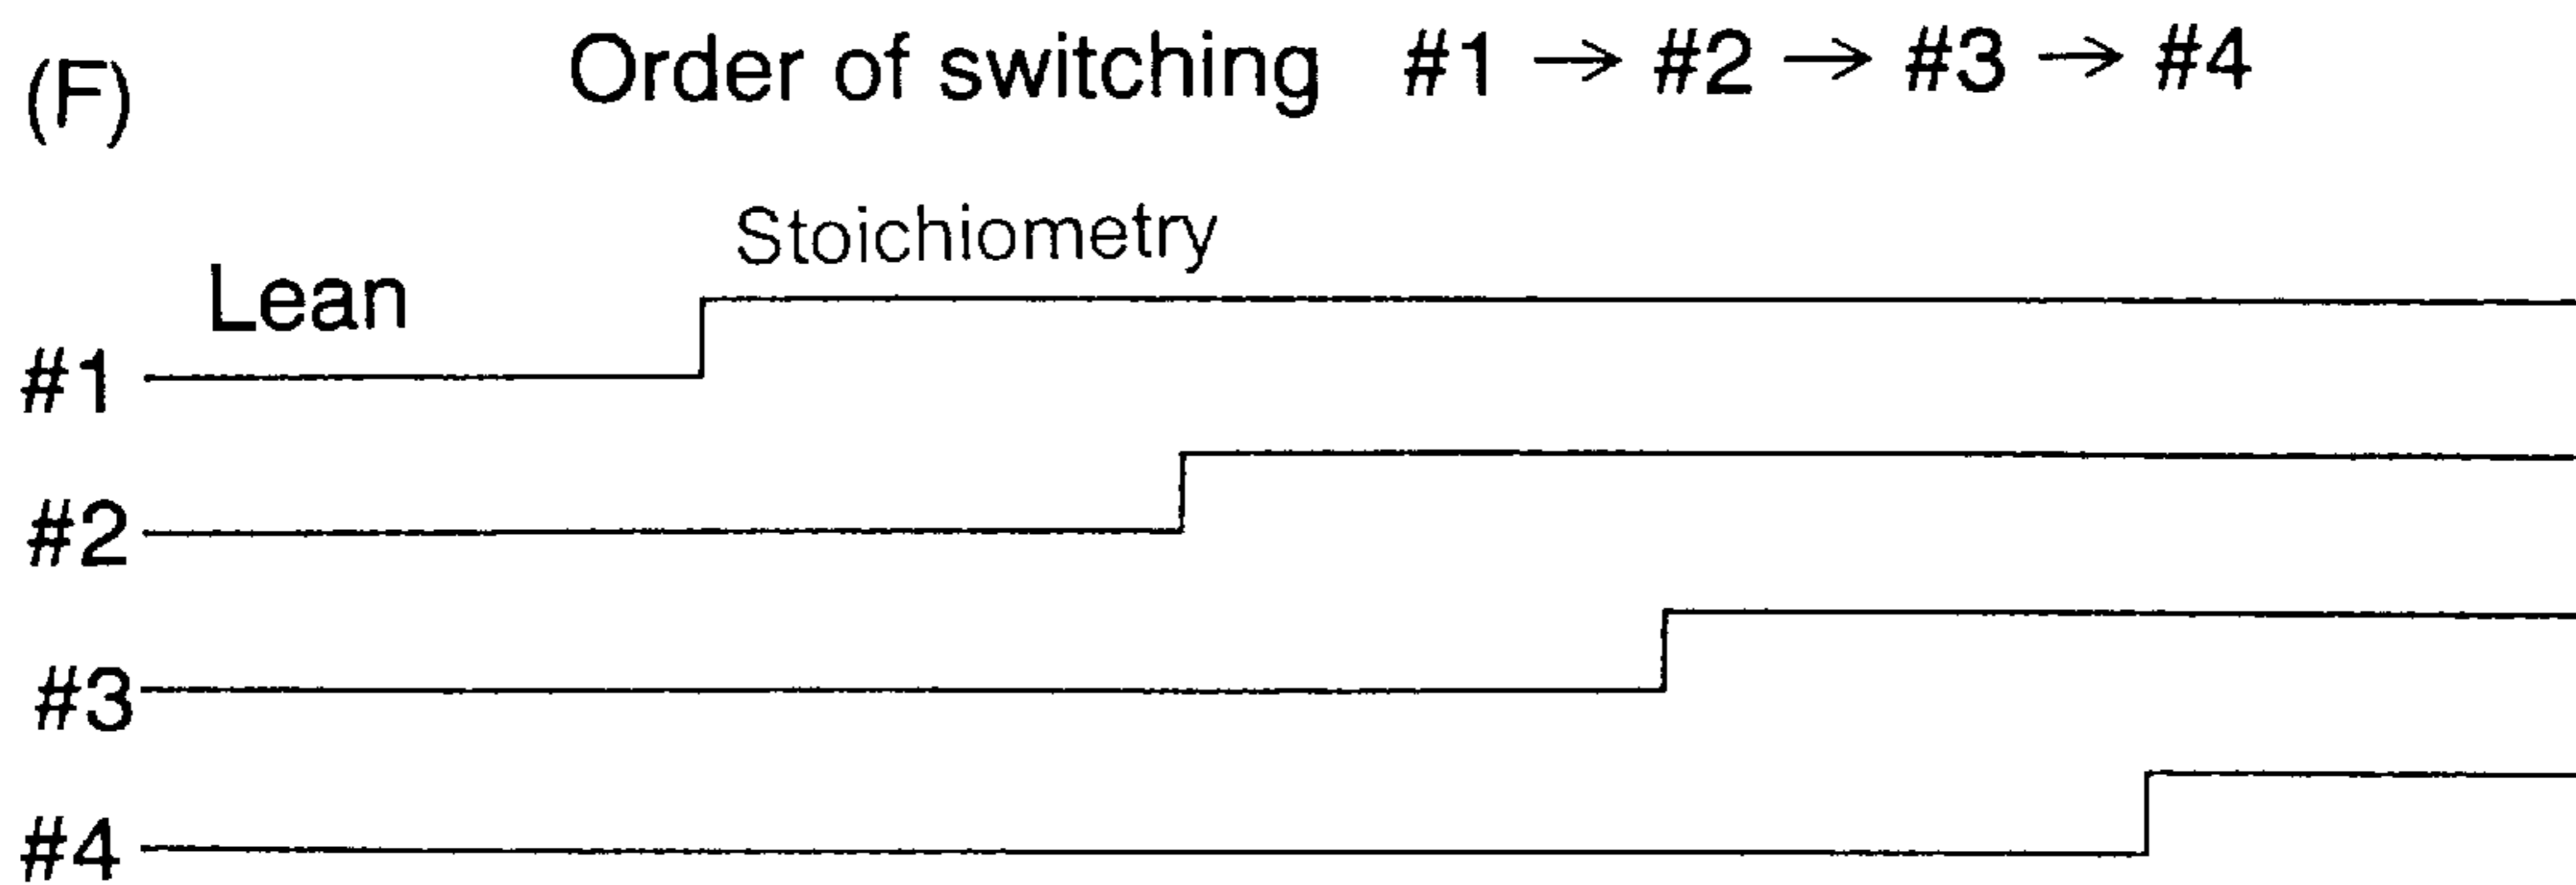 (F) Order of switching #1 → #2 → #3 → #4
Stoichiometry
Lean
#1
#2
#3
#4